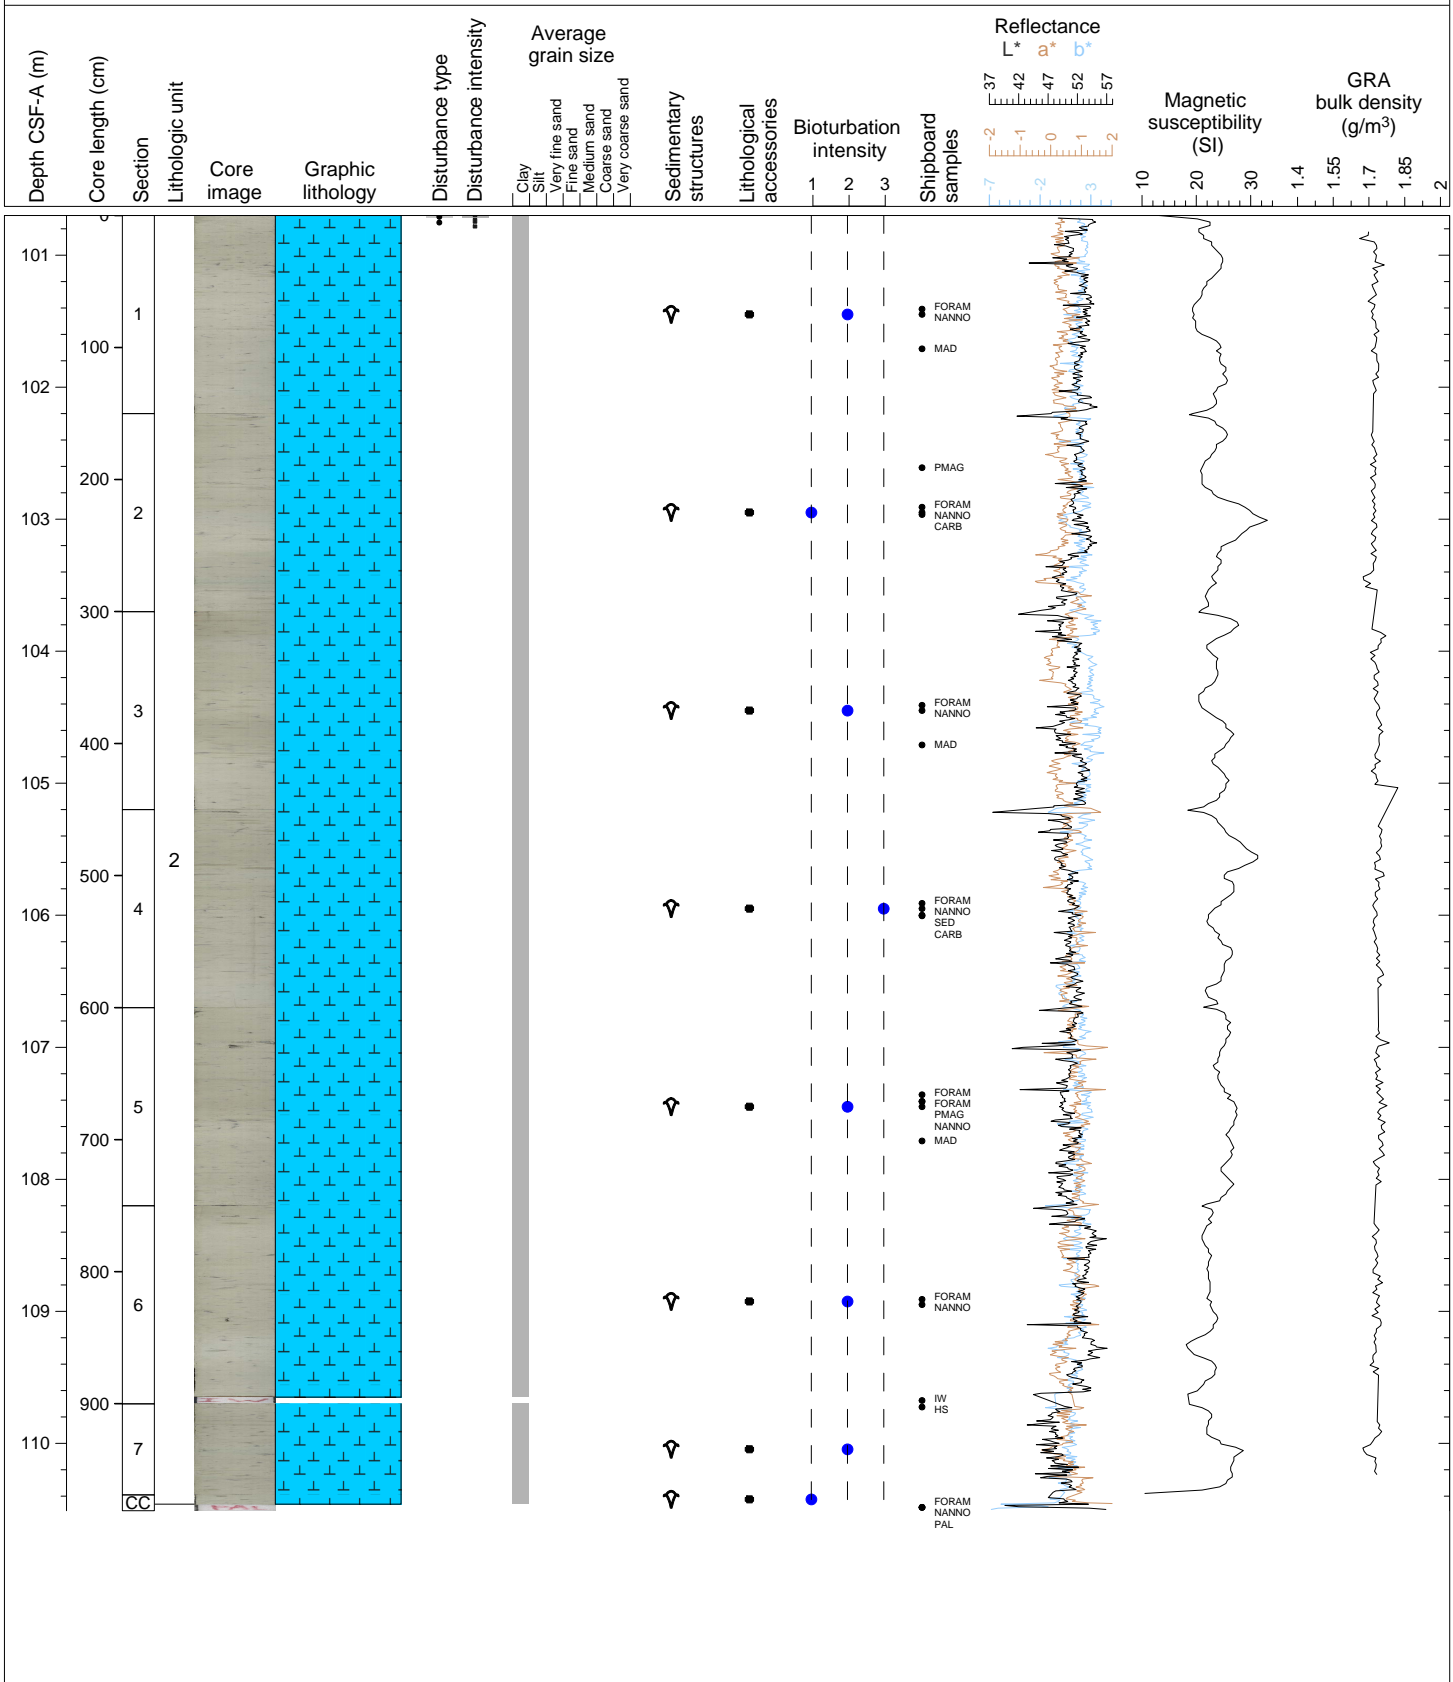 Depth CSF-A (m)
Core length (cm)
Section
Lithologic unit
Core
image
Graphic
lithology
Disturbance type
Disturbance intensity
Average
grain size
Clay
Silt
Very fine sand
Fine sand
Medium sand
Coarse sand
Very coarse sand
Sedimentary
structures
Lithological
accessories
Bioturbation
intensity
1 2 3
Shipboard
samples
Reflectance
L* a* b*
37 42 47 52 57
-2 -1 0 1 2
-7 -2 3
Magnetic
susceptibility
(SI)
10 20 30
GRA
bulk density
(g/m³)
1.4 1.55 1.7 1.85 2
0
101
1
FORAM
NANNO
100
MAD
102
200
PMAG
103
2
FORAM
NANNO
CARB
300
104
3
FORAM
NANNO
400
MAD
105
2
500
106
4
FORAM
NANNO
SED
CARB
600
107
5
FORAM
FORAM
PMAG
NANNO
700
MAD
108
800
109
6
FORAM
NANNO
900
IW
HS
110
7
CC
FORAM
NANNO
PAL